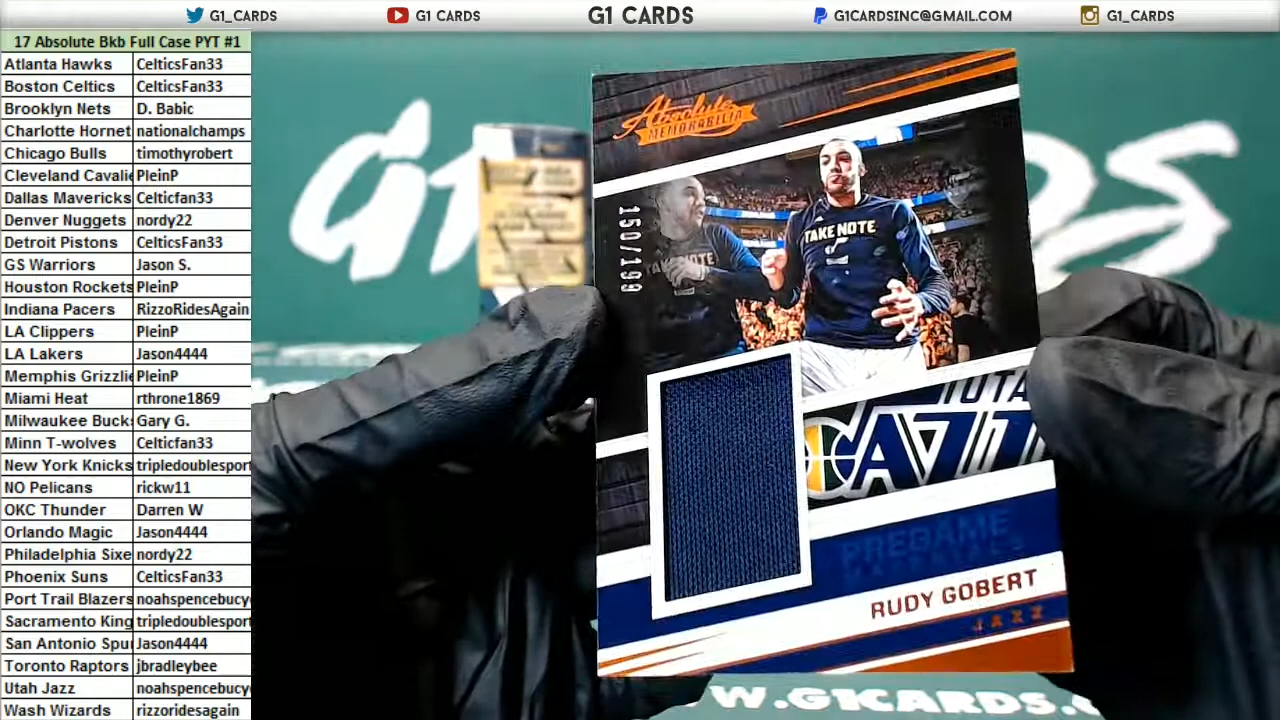 G1_CARDS G1 CARDS G1 CARDS G1CARDSINC@GMAIL.COM G1_CARDS
17 Absolute Bkb Full Case PYT #1
Atlanta Hawks CelticsFan33
Boston Celtics CelticsFan33
Brooklyn Nets D. Babic
Charlotte Hornet nationalchamps
Chicago Bulls timothyrobert
Cleveland Cavalie PleinP
Dallas Mavericks Celticfan33
Denver Nuggets nordy22
Detroit Pistons CelticsFan33
GS Warriors Jason S.
Houston Rockets PleinP
Indiana Pacers RizzoRidesAgain
LA Clippers PleinP
LA Lakers Jason4444
Memphis Grizzlie PleinP
Miami Heat rthrone1869
Milwaukee Bucks Gary G.
Minn T-wolves Celticfan33
New York Knicks tripledoublesport
NO Pelicans rickw11
OKC Thunder Darren W
Orlando Magic Jason4444
Philadelphia Sixe nordy22
Phoenix Suns CelticsFan33
Port Trail Blazers noahspencebucy
Sacramento King tripledoublesport
San Antonio Spu Jason4444
Toronto Raptors jbradleybee
Utah Jazz noahspencebucy
Wash Wizards rizzoridesagain
Absolute
MEMORABILIA
150/199
TAKE NOTE
TAKE NOTE
UTA
JAZZ
PREGAME
MATERIALS
RUDY GOBERT
JAZZ
W.G1CARDS.